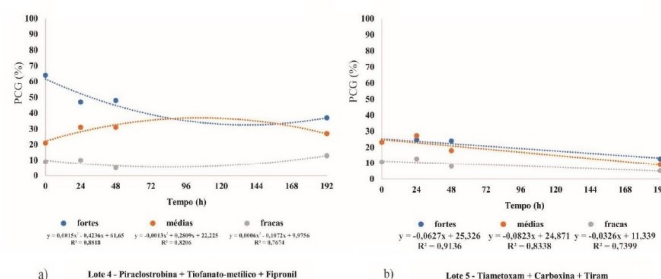 100
90
80
70
60
50
40
30
20
10
0
PCG (%)
0 24 48 72 96 120 144 168 192
Tempo (h)
fortes médias fracas
y = 0,0015x² - 0,4236x + 61,65 y = -0,0013x² + 0,2809x + 22,225 y = 0,0006x² - 0,1072x + 9,9756
R² = 0,8818 R² = 0,8206 R² = 0,7674
a) Lote 4 - Piraclostrobina + Tiofanato-metílico + Fipronil
100
90
80
70
60
50
40
30
20
10
0
PCG (%)
0 24 48 72 96 120 144 168 192
Tempo (h)
fortes médias fracas
y = -0,0627x + 25,326 y = -0,0823x + 24,871 y = -0,0326x + 11,339
R² = 0,9136 R² = 0,8338 R² = 0,7399
b) Lote 5 - Tiametoxam + Carboxina + Tiram